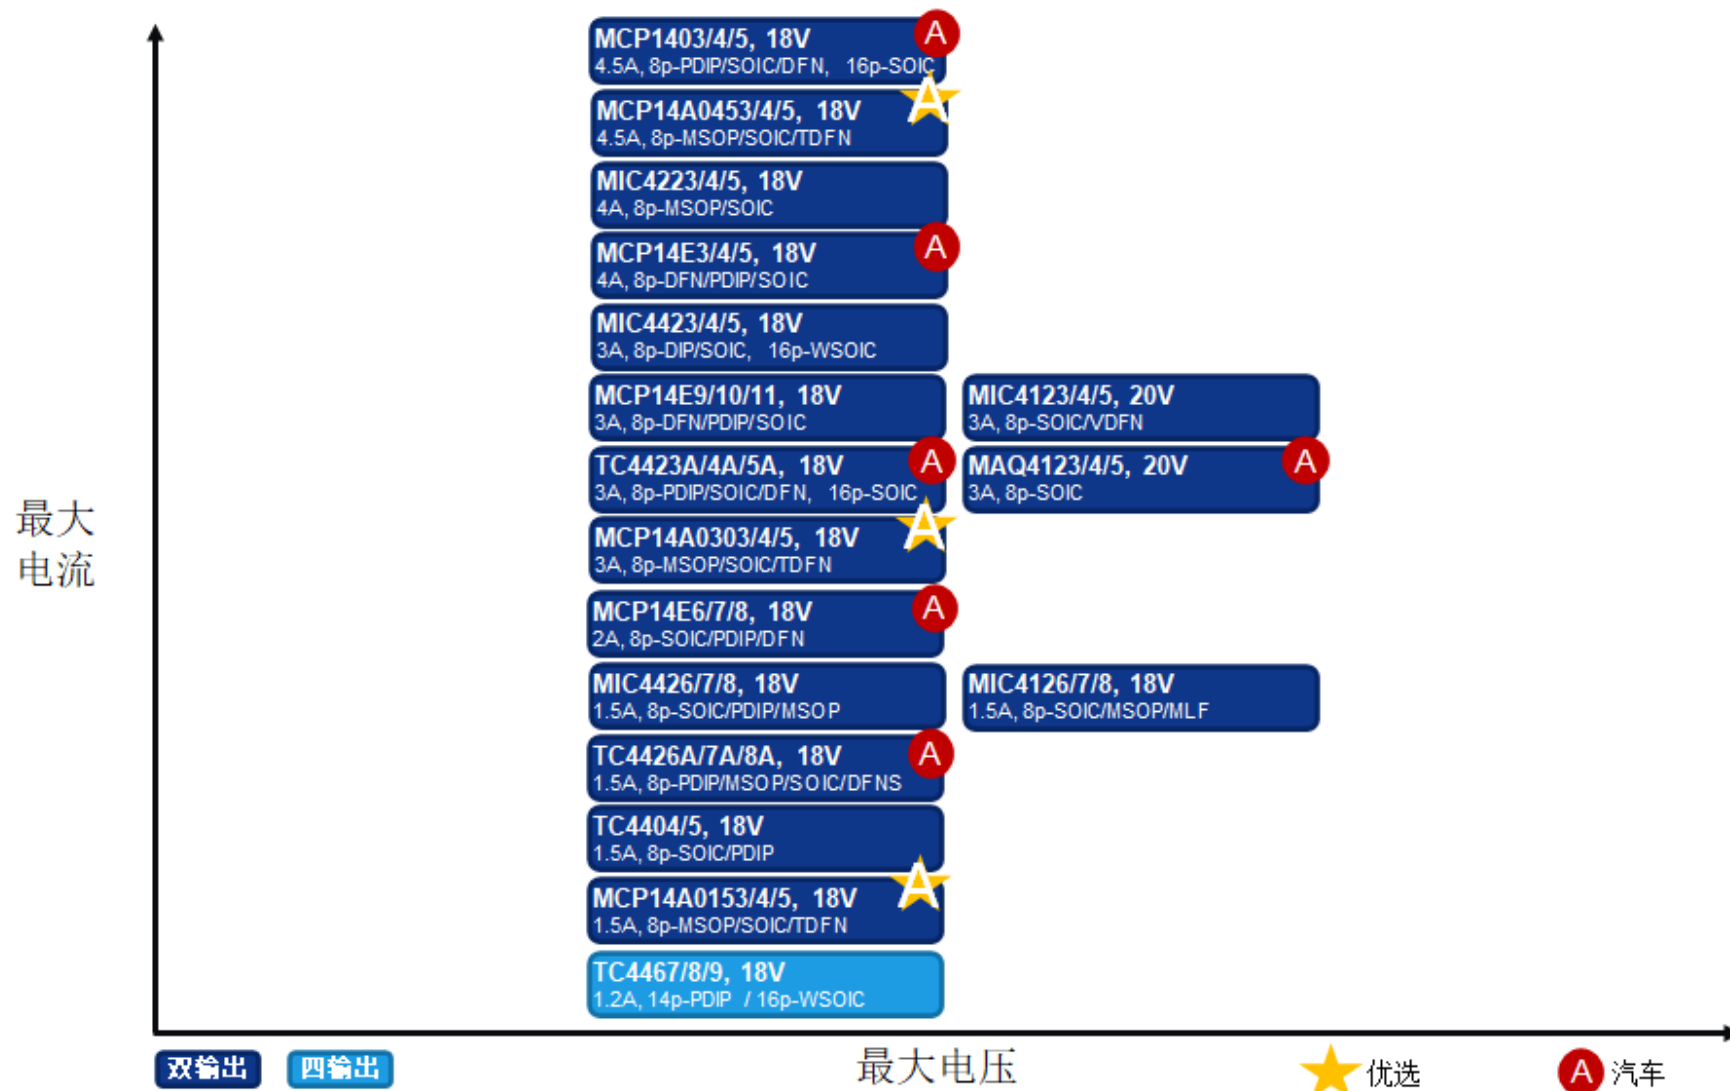 MCP1403/4/5, 18V
4.5A, 8p-PDIP/SOIC/DFN, 16p-SOIC
A
MCP14A0453/4/5, 18V
4.5A, 8p-MSOP/SOIC/TDFN
A
MIC4223/4/5, 18V
4A, 8p-MSOP/SOIC
MCP14E3/4/5, 18V
4A, 8p-DFN/PDIP/SOIC
A
MIC4423/4/5, 18V
3A, 8p-DIP/SOIC, 16p-WSOIC
MCP14E9/10/11, 18V
3A, 8p-DFN/PDIP/SOIC
MIC4123/4/5, 20V
3A, 8p-SOIC/VDFN
TC4423A/4A/5A, 18V
3A, 8p-PDIP/SOIC/DFN, 16p-SOIC
A
MAQ4123/4/5, 20V
3A, 8p-SOIC
A
最大
电流
MCP14A0303/4/5, 18V
3A, 8p-MSOP/SOIC/TDFN
A
MCP14E6/7/8, 18V
2A, 8p-SOIC/PDIP/DFN
A
MIC4426/7/8, 18V
1.5A, 8p-SOIC/PDIP/MSOP
MIC4126/7/8, 18V
1.5A, 8p-SOIC/MSOP/MLF
TC4426A/7A/8A, 18V
1.5A, 8p-PDIP/MSOP/SOIC/DFNS
A
TC4404/5, 18V
1.5A, 8p-SOIC/PDIP
MCP14A0153/4/5, 18V
1.5A, 8p-MSOP/SOIC/TDFN
A
TC4467/8/9, 18V
1.2A, 14p-PDIP / 16p-WSOIC
双输出
四输出
最大电压
优选
A 汽车